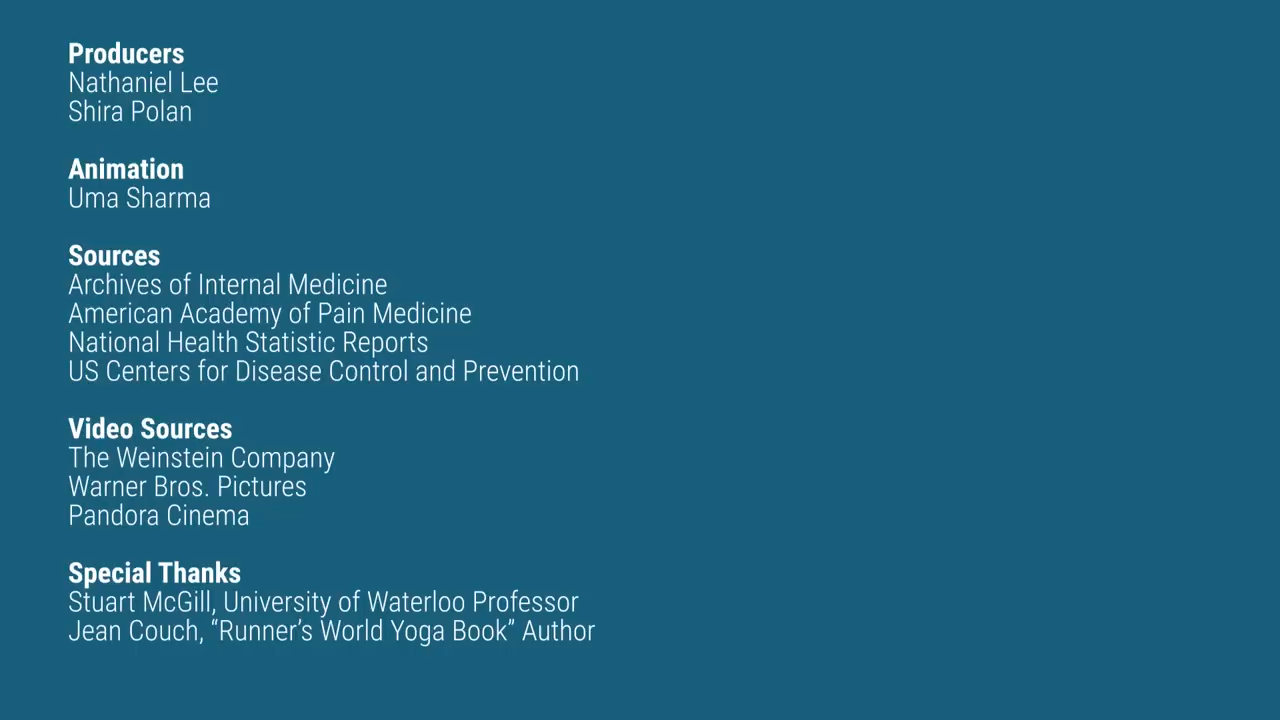 Producers
Nathaniel Lee
Shira Polan
Animation
Uma Sharma
Sources
Archives of Internal Medicine
American Academy of Pain Medicine
National Health Statistic Reports
US Centers for Disease Control and Prevention
Video Sources
The Weinstein Company
Warner Bros. Pictures
Pandora Cinema
Special Thanks
Stuart McGill, University of Waterloo Professor
Jean Couch, “Runner’s World Yoga Book” Author